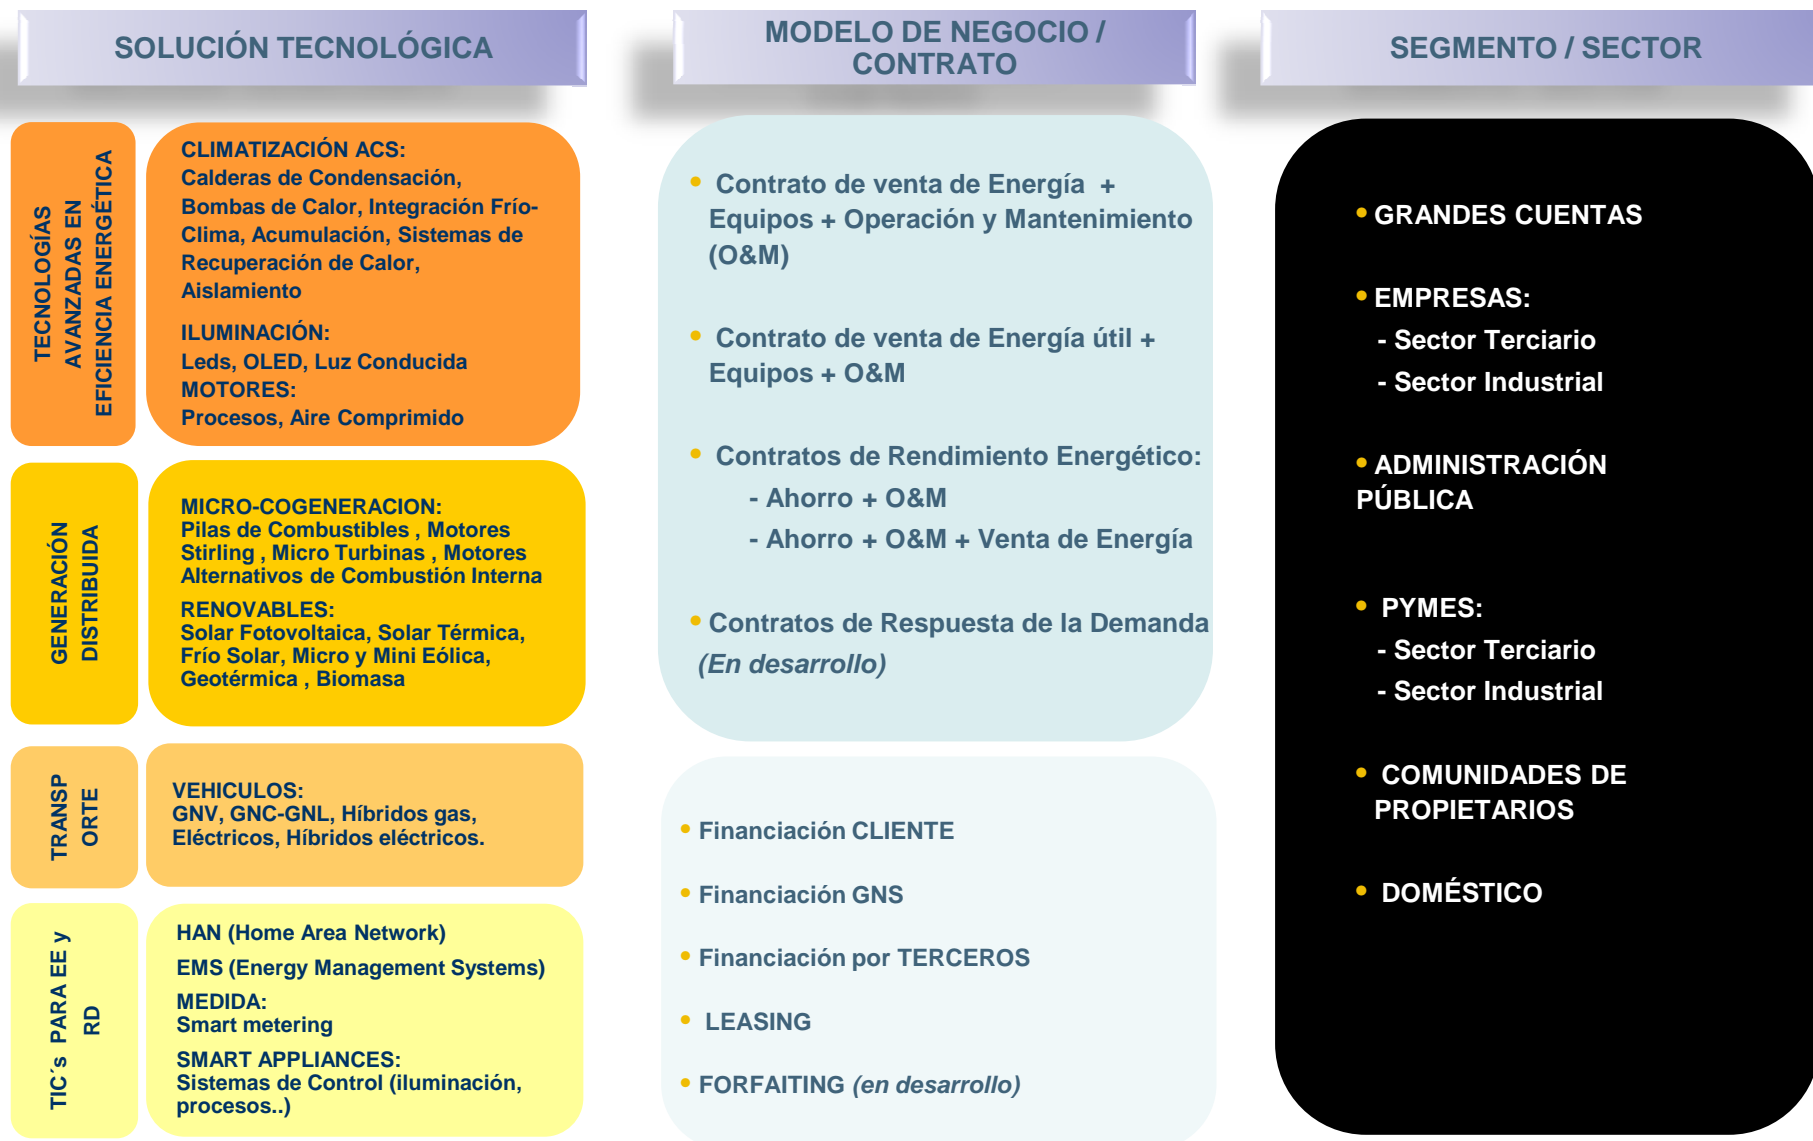 SOLUCIÓN TECNOLÓGICA
MODELO DE NEGOCIO /
CONTRATO
SEGMENTO / SECTOR
TECNOLOGÍAS
AVANZADAS EN
EFICIENCIA ENERGÉTICA
CLIMATIZACIÓN ACS:
Calderas de Condensación,
Bombas de Calor, Integración Frío-
Clima, Acumulación, Sistemas de
Recuperación de Calor,
Aislamiento
ILUMINACIÓN:
Leds, OLED, Luz Conducida
MOTORES:
Procesos, Aire Comprimido
GENERACIÓN
DISTRIBUIDA
MICRO-COGENERACION:
Pilas de Combustibles , Motores
Stirling , Micro Turbinas , Motores
Alternativos de Combustión Interna
RENOVABLES:
Solar Fotovoltaica, Solar Térmica,
Frío Solar, Micro y Mini Eólica,
Geotérmica , Biomasa
TRANSP
ORTE
VEHICULOS:
GNV, GNC-GNL, Híbridos gas,
Eléctricos, Híbridos eléctricos.
TIC´s PARA EE y
RD
HAN (Home Area Network)
EMS (Energy Management Systems)
MEDIDA:
Smart metering
SMART APPLIANCES:
Sistemas de Control (iluminación,
procesos..)
• Contrato de venta de Energía +
Equipos + Operación y Mantenimiento
(O&M)
• Contrato de venta de Energía útil +
Equipos + O&M
• Contratos de Rendimiento Energético:
- Ahorro + O&M
- Ahorro + O&M + Venta de Energía
• Contratos de Respuesta de la Demanda
(En desarrollo)
• Financiación CLIENTE
• Financiación GNS
• Financiación por TERCEROS
• LEASING
• FORFAITING (en desarrollo)
• GRANDES CUENTAS
• EMPRESAS:
- Sector Terciario
- Sector Industrial
• ADMINISTRACIÓN
PÚBLICA
• PYMES:
- Sector Terciario
- Sector Industrial
• COMUNIDADES DE
PROPIETARIOS
• DOMÉSTICO